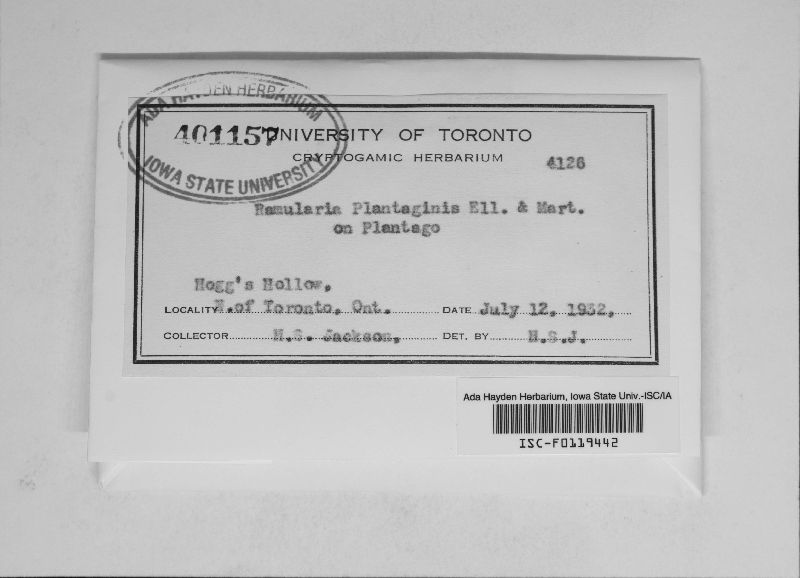 ADA HAYDEN HERBARIUM
401157
IOWA STATE UNIVERSITY
UNIVERSITY OF TORONTO
CRYPTOGAMIC HERBARIUM
4126
Ramularia Plantaginis Ell. & Mart.
on Plantago
Hogg's Hollow,
LOCALITY N.of Toronto, Ont. DATE July 12, 1932,
COLLECTOR H.S. Jackson, DET. BY H.S.J.
Ada Hayden Herbarium, Iowa State Univ.-ISC/IA
ISC-F0119442